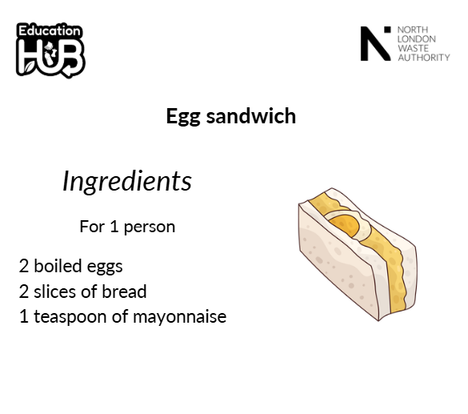 Education
HUB
NORTH
LONDON
WASTE
AUTHORITY
Egg sandwich
Ingredients
For 1 person
2 boiled eggs
2 slices of bread
1 teaspoon of mayonnaise